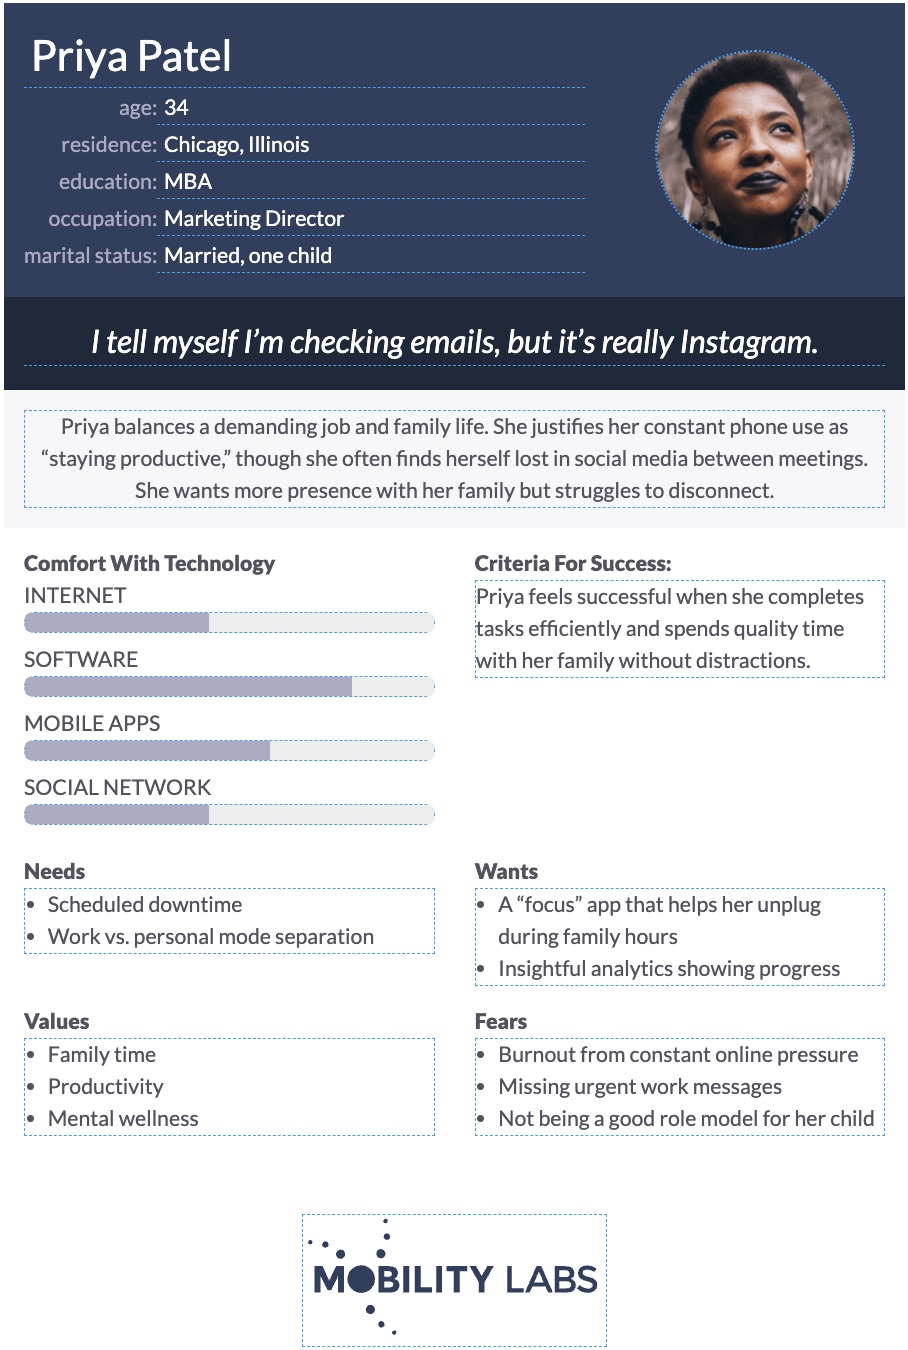 Priya Patel
age: 34
residence: Chicago, Illinois
education: MBA
occupation: Marketing Director
marital status: Married, one child
I tell myself I’m checking emails, but it’s really Instagram.
Priya balances a demanding job and family life. She justifies her constant phone use as
“staying productive,” though she often finds herself lost in social media between meetings.
She wants more presence with her family but struggles to disconnect.
Comfort With Technology
INTERNET
SOFTWARE
MOBILE APPS
SOCIAL NETWORK
Criteria For Success:
Priya feels successful when she completes
tasks efficiently and spends quality time
with her family without distractions.
Needs
• Scheduled downtime
• Work vs. personal mode separation
Wants
• A “focus” app that helps her unplug
during family hours
• Insightful analytics showing progress
Values
• Family time
• Productivity
• Mental wellness
Fears
• Burnout from constant online pressure
• Missing urgent work messages
• Not being a good role model for her child
MOBILITY LABS